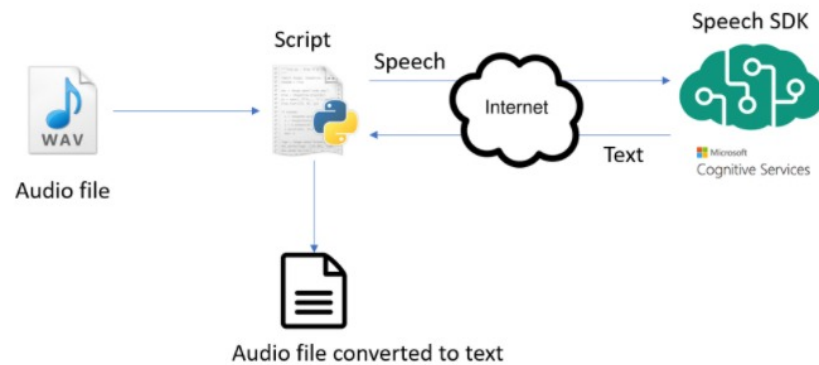 Speech SDK
Script
Speech
Internet
WAV
Text
Microsoft
Cognitive Services
Audio file
Audio file converted to text